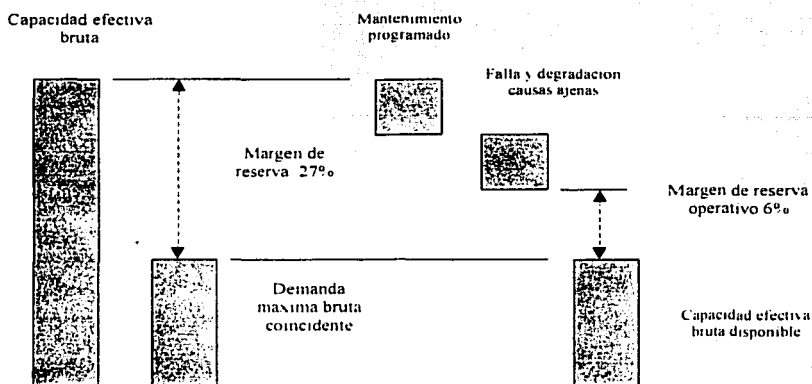 Capacidad efectiva
bruta
Mantenimiento
programado
Falla y degradacion
causas ajenas
Margen de
reserva 27%
Margen de reserva
operativo 6%
Demanda
maxima bruta
coincidente
Capacidad efectiva
bruta disponible